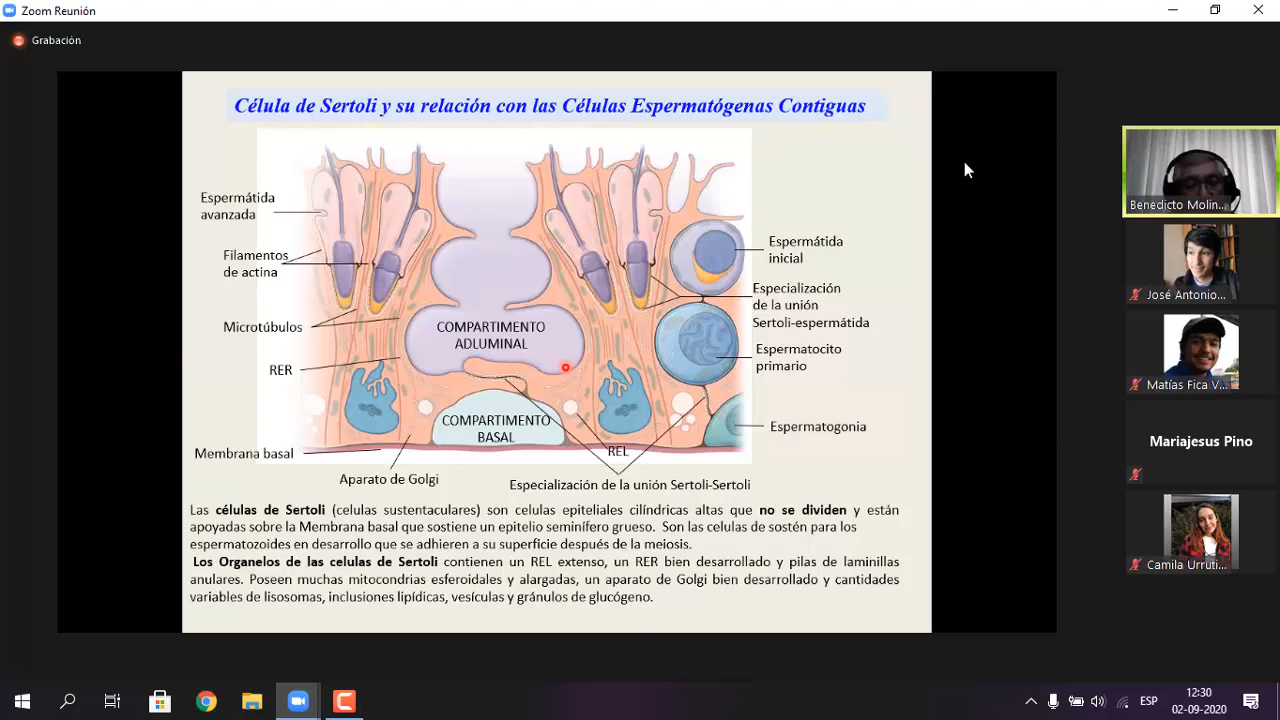 Zoom Reunión
Grabación
Célula de Sertoli y su relación con las Células Espermatógenas Contiguas
Espermátida
avanzada
Filamentos
de actina
Microtúbulos
RER
Membrana basal
Aparato de Golgi
COMPARTIMENTO
ADLUMINAL
COMPARTIMENTO
BASAL
REL
Especialización de la unión Sertoli-Sertoli
Espermátida
inicial
Especialización
de la unión
Sertoli-espermátida
Espermatocito
primario
Espermatogonia
Las células de Sertoli (celulas sustentaculares) son celulas epiteliales cilíndricas altas que no se dividen y están
apoyadas sobre la Membrana basal que sostiene un epitelio seminífero grueso. Son las celulas de sostén para los
espermatozoides en desarrollo que se adhieren a su superficie después de la meiosis.
Los Organelos de las celulas de Sertoli contienen un REL extenso, un RER bien desarrollado y pilas de laminillas
anulares. Poseen muchas mitocondrias esferoidales y alargadas, un aparato de Golgi bien desarrollado y cantidades
variables de lisosomas, inclusiones lipídicas, vesículas y gránulos de glucógeno.
Benedicto Molin...
José Antonio...
Matías Fica V...
Mariajesus Pino
Camila Urruti...
ESP
12:30
02-09-2020